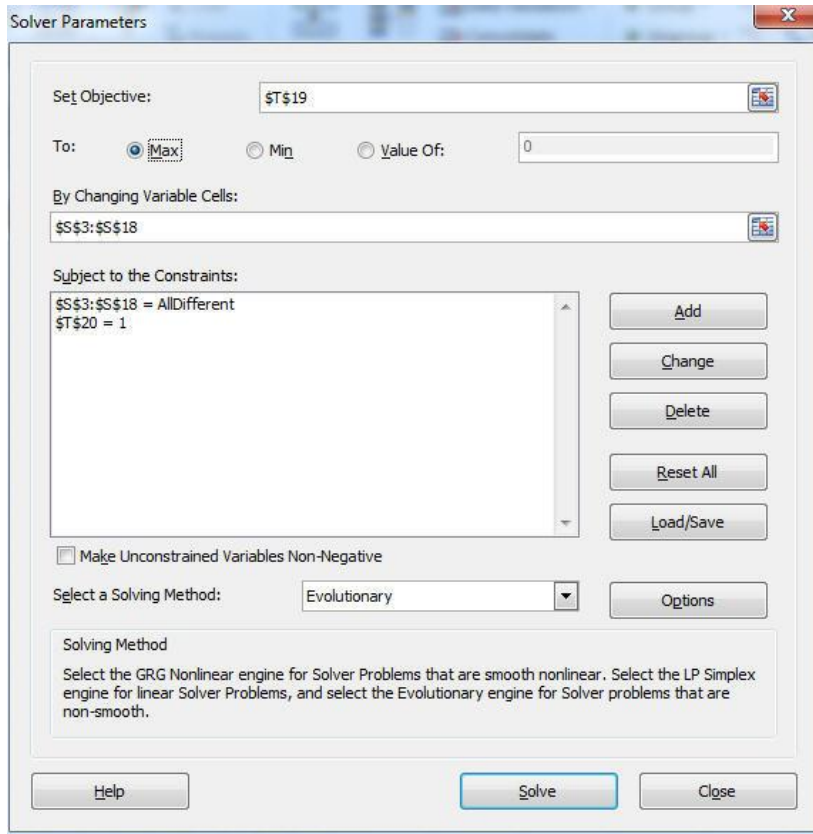 Solver Parameters
Set Objective:
$T$19
To:
Max
Min
Value Of:
0
By Changing Variable Cells:
$S$3:$S$18
Subject to the Constraints:
$S$3:$S$18 = AllDifferent
$T$20 = 1
Add
Change
Delete
Reset All
Load/Save
Make Unconstrained Variables Non-Negative
Select a Solving Method:
Evolutionary
Options
Solving Method
Select the GRG Nonlinear engine for Solver Problems that are smooth nonlinear. Select the LP Simplex
engine for linear Solver Problems, and select the Evolutionary engine for Solver problems that are
non-smooth.
Help
Solve
Close